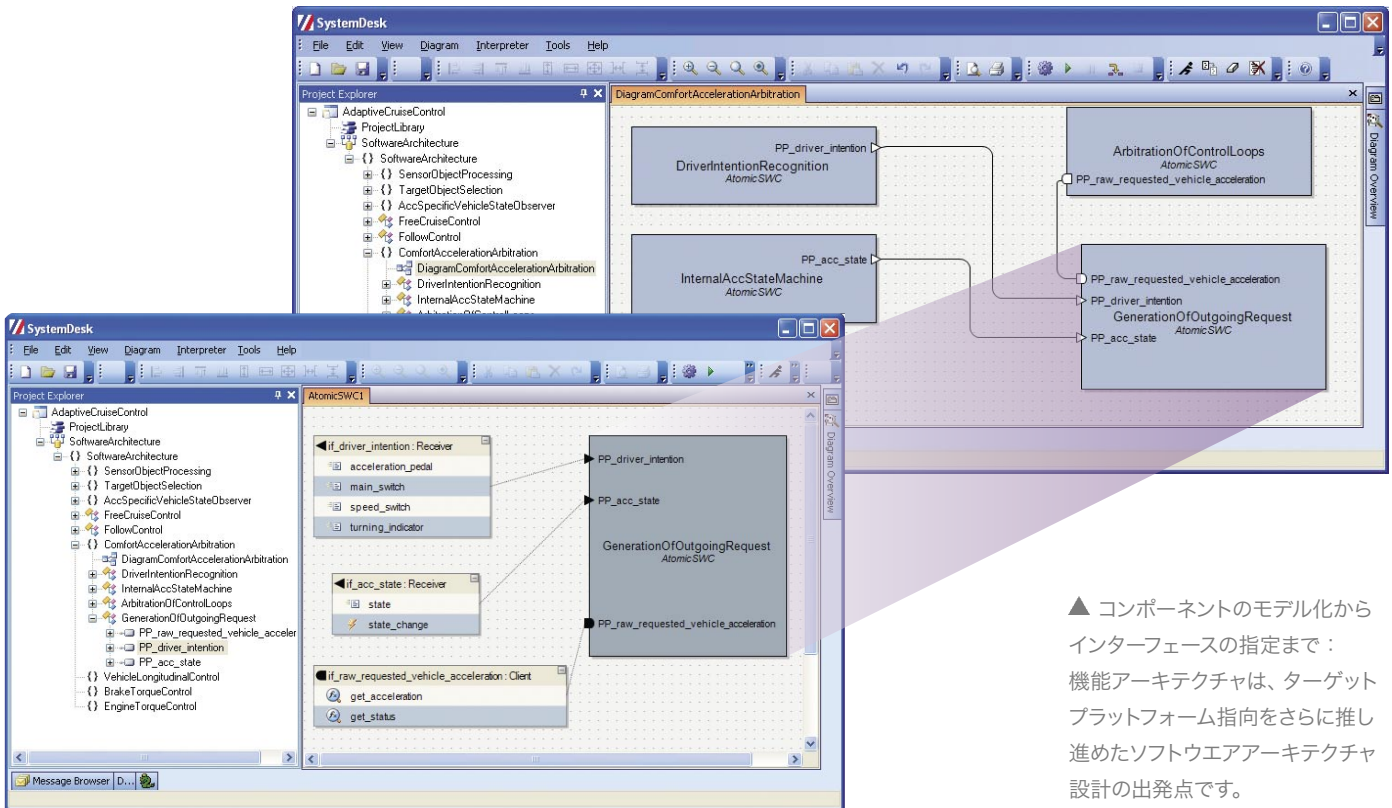 SystemDesk
File Edit View Diagram Interpreter Tools Help
Project Explorer
AdaptiveCruiseControl
ProjectLibrary
SoftwareArchitecture
{} SoftwareArchitecture
{} SensorObjectProcessing
{} TargetObjectSelection
{} AccSpecificVehicleStateObserver
FreeCruiseControl
FollowControl
{} ComfortAccelerationArbitration
DiagramComfortAccelerationArbitration
DriverIntentionRecognition
InternalAccStateMachine
DiagramComfortAccelerationArbitration
PP_driver_intention
DriverIntentionRecognition
AtomicSWC
PP_acc_state
InternalAccStateMachine
AtomicSWC
ArbitrationOfControlLoops
AtomicSWC
PP_raw_requested_vehicle_acceleration
PP_raw_requested_vehicle_acceleration
PP_driver_intention
GenerationOfOutgoingRequest
AtomicSWC
PP_acc_state
Diagram Overview
SystemDesk
File Edit View Diagram Interpreter Tools Help
Project Explorer
AdaptiveCruiseControl
ProjectLibrary
SoftwareArchitecture
{} SoftwareArchitecture
{} SensorObjectProcessing
{} TargetObjectSelection
{} AccSpecificVehicleStateObserver
FreeCruiseControl
FollowControl
{} ComfortAccelerationArbitration
DiagramComfortAccelerationArbitration
DriverIntentionRecognition
InternalAccStateMachine
ArbitrationOfControlLoops
GenerationOfOutgoingRequest
PP_raw_requested_vehicle_acceler
PP_driver_intention
PP_acc_state
{} VehicleLongitudinalControl
{} BrakeTorqueControl
{} EngineTorqueControl
Message Browser D...
AtomicSWC1
if_driver_intention : Receiver
acceleration_pedal
main_switch
speed_switch
turning_indicator
if_acc_state : Receiver
state
state_change
if_raw_requested_vehicle_acceleration : Client
get_acceleration
get_status
PP_driver_intention
PP_acc_state
GenerationOfOutgoingRequest
AtomicSWC
PP_raw_requested_vehicle_acceleration
Diagram Overview
▲ コンポーネントのモデル化から
インターフェースの指定まで：
機能アーキテクチャは、ターゲット
プラットフォーム指向をさらに推し
進めたソフトウエアアーキテクチャ
設計の出発点です。